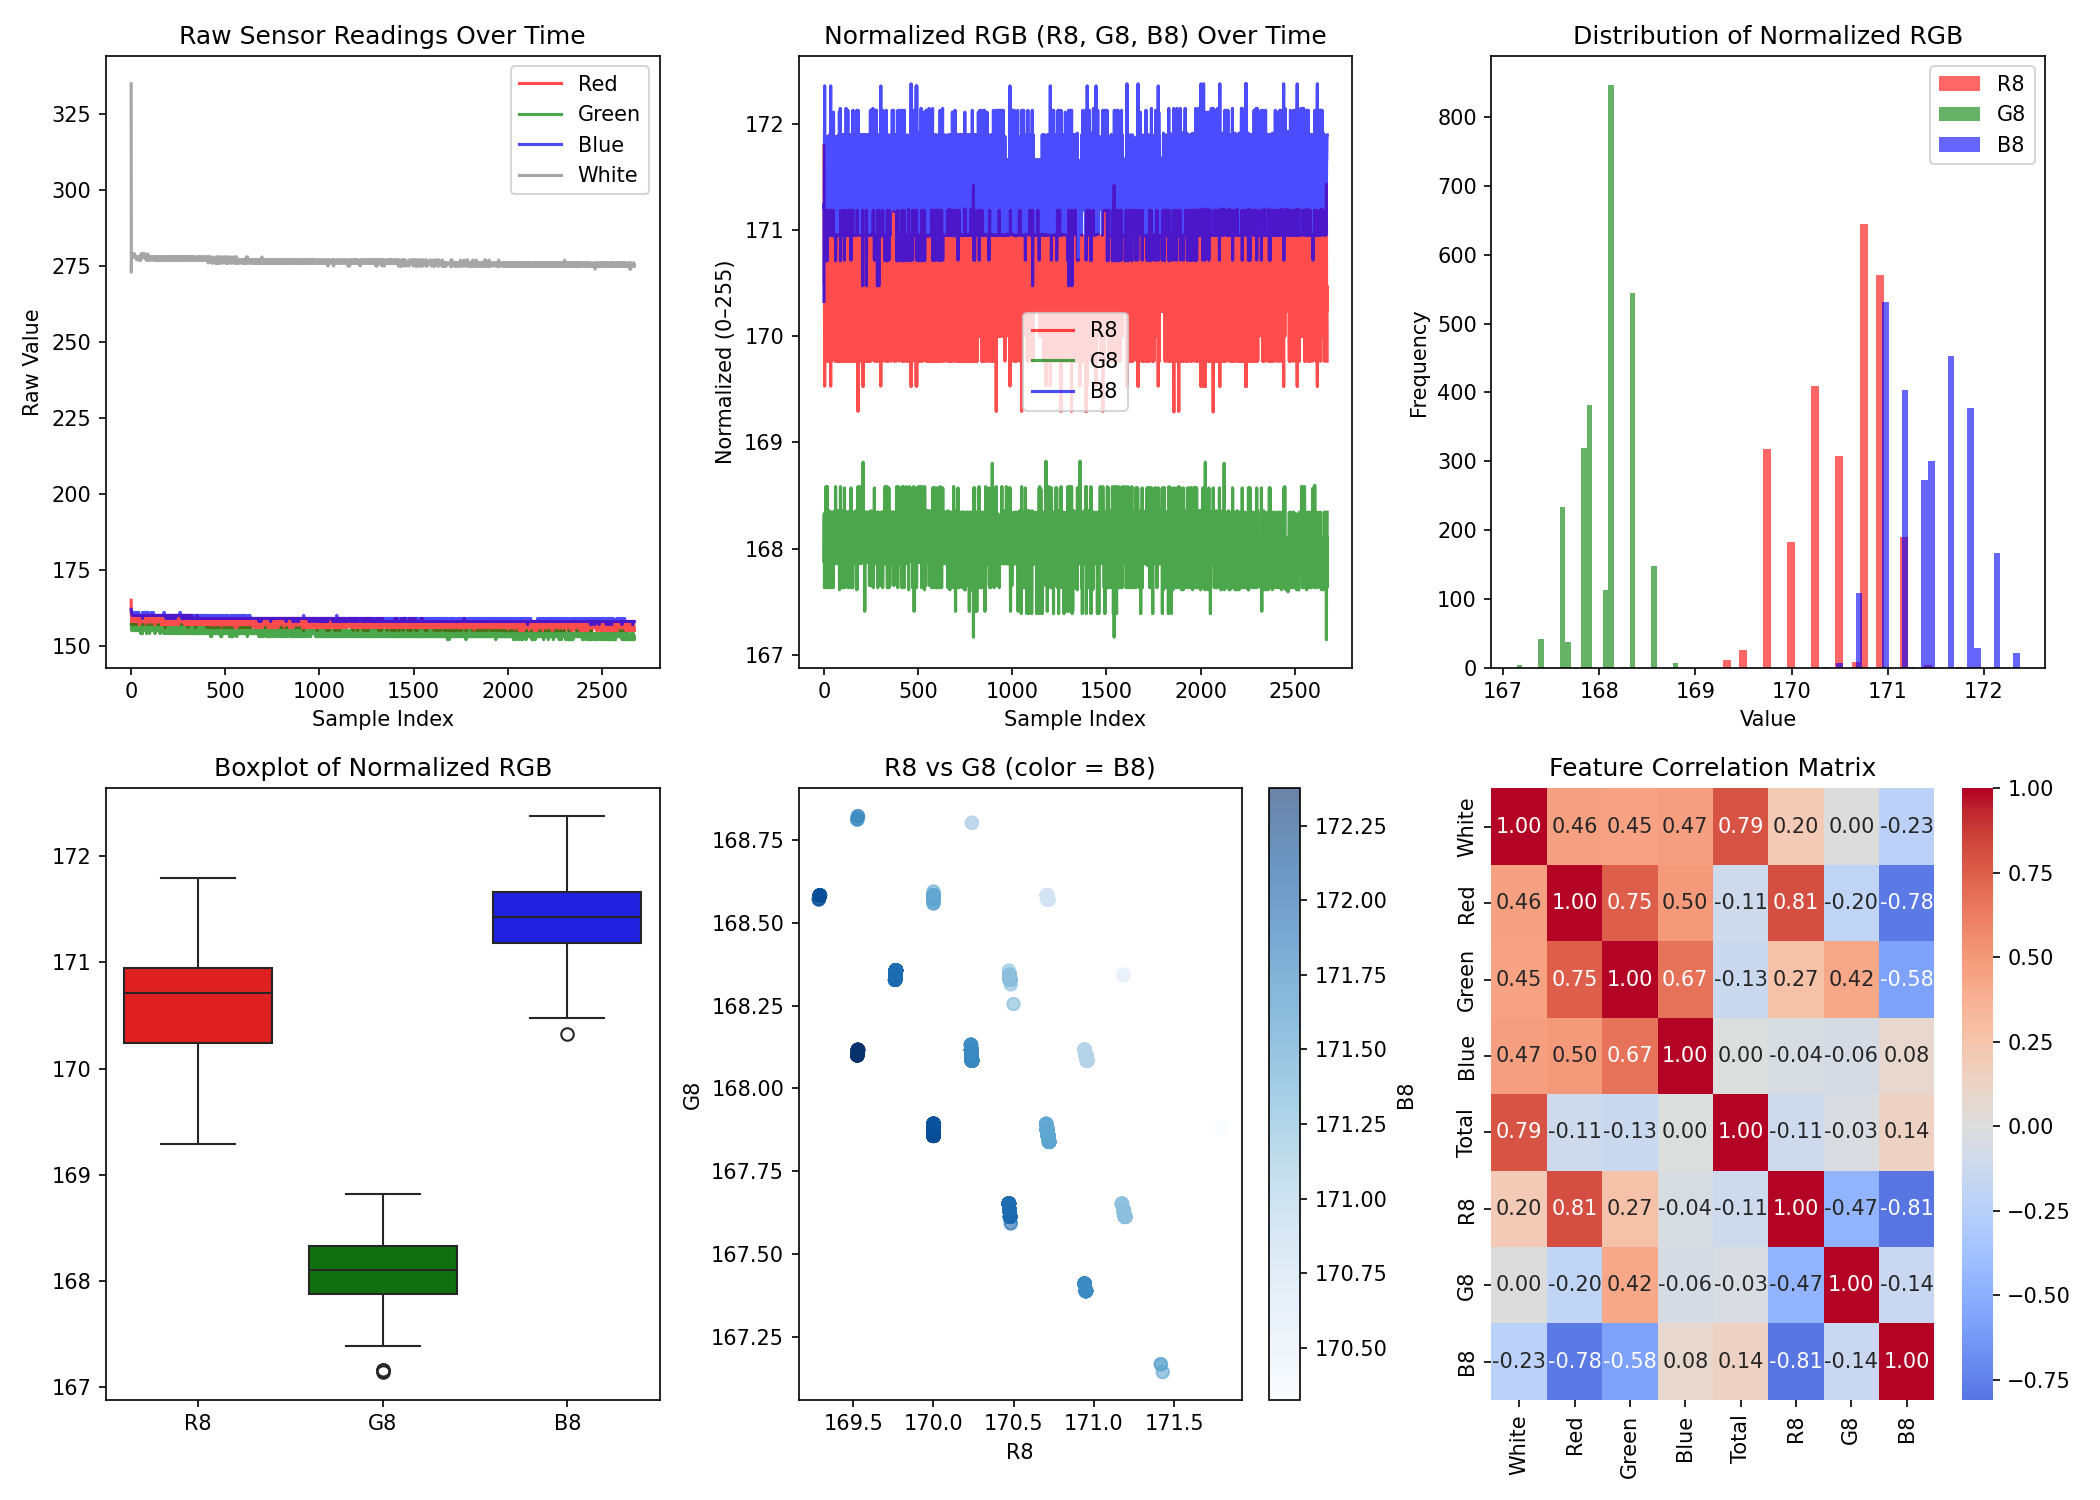 Raw Sensor Readings Over Time
Red
Green
Blue
White
Raw Value
325
300
275
250
225
200
175
150
0 500 1000 1500 2000 2500
Sample Index
Normalized RGB (R8, G8, B8) Over Time
Normalized (0–255)
172
171
170
169
168
167
R8
G8
B8
0 500 1000 1500 2000 2500
Sample Index
Distribution of Normalized RGB
R8
G8
B8
Frequency
800
700
600
500
400
300
200
100
0
167 168 169 170 171 172
Value
Boxplot of Normalized RGB
172
171
170
169
168
167
R8 G8 B8
R8 vs G8 (color = B8)
G8
168.75
168.50
168.25
168.00
167.75
167.50
167.25
169.5 170.0 170.5 171.0 171.5
R8
172.25
172.00
171.75
171.50
171.25
171.00
170.75
170.50
B8
Feature Correlation Matrix
White 1.00 0.46 0.45 0.47 0.79 0.20 0.00 -0.23
Red 0.46 1.00 0.75 0.50 -0.11 0.81 -0.20 -0.78
Green 0.45 0.75 1.00 0.67 -0.13 0.27 0.42 -0.58
Blue 0.47 0.50 0.67 1.00 0.00 -0.04 -0.06 0.08
Total 0.79 -0.11 -0.13 0.00 1.00 -0.11 -0.03 0.14
R8 0.20 0.81 0.27 -0.04 -0.11 1.00 -0.47 -0.81
G8 0.00 -0.20 0.42 -0.06 -0.03 -0.47 1.00 -0.14
B8 -0.23 -0.78 -0.58 0.08 0.14 -0.81 -0.14 1.00
White Red Green Blue Total R8 G8 B8
1.00
0.75
0.50
0.25
0.00
−0.25
−0.50
−0.75